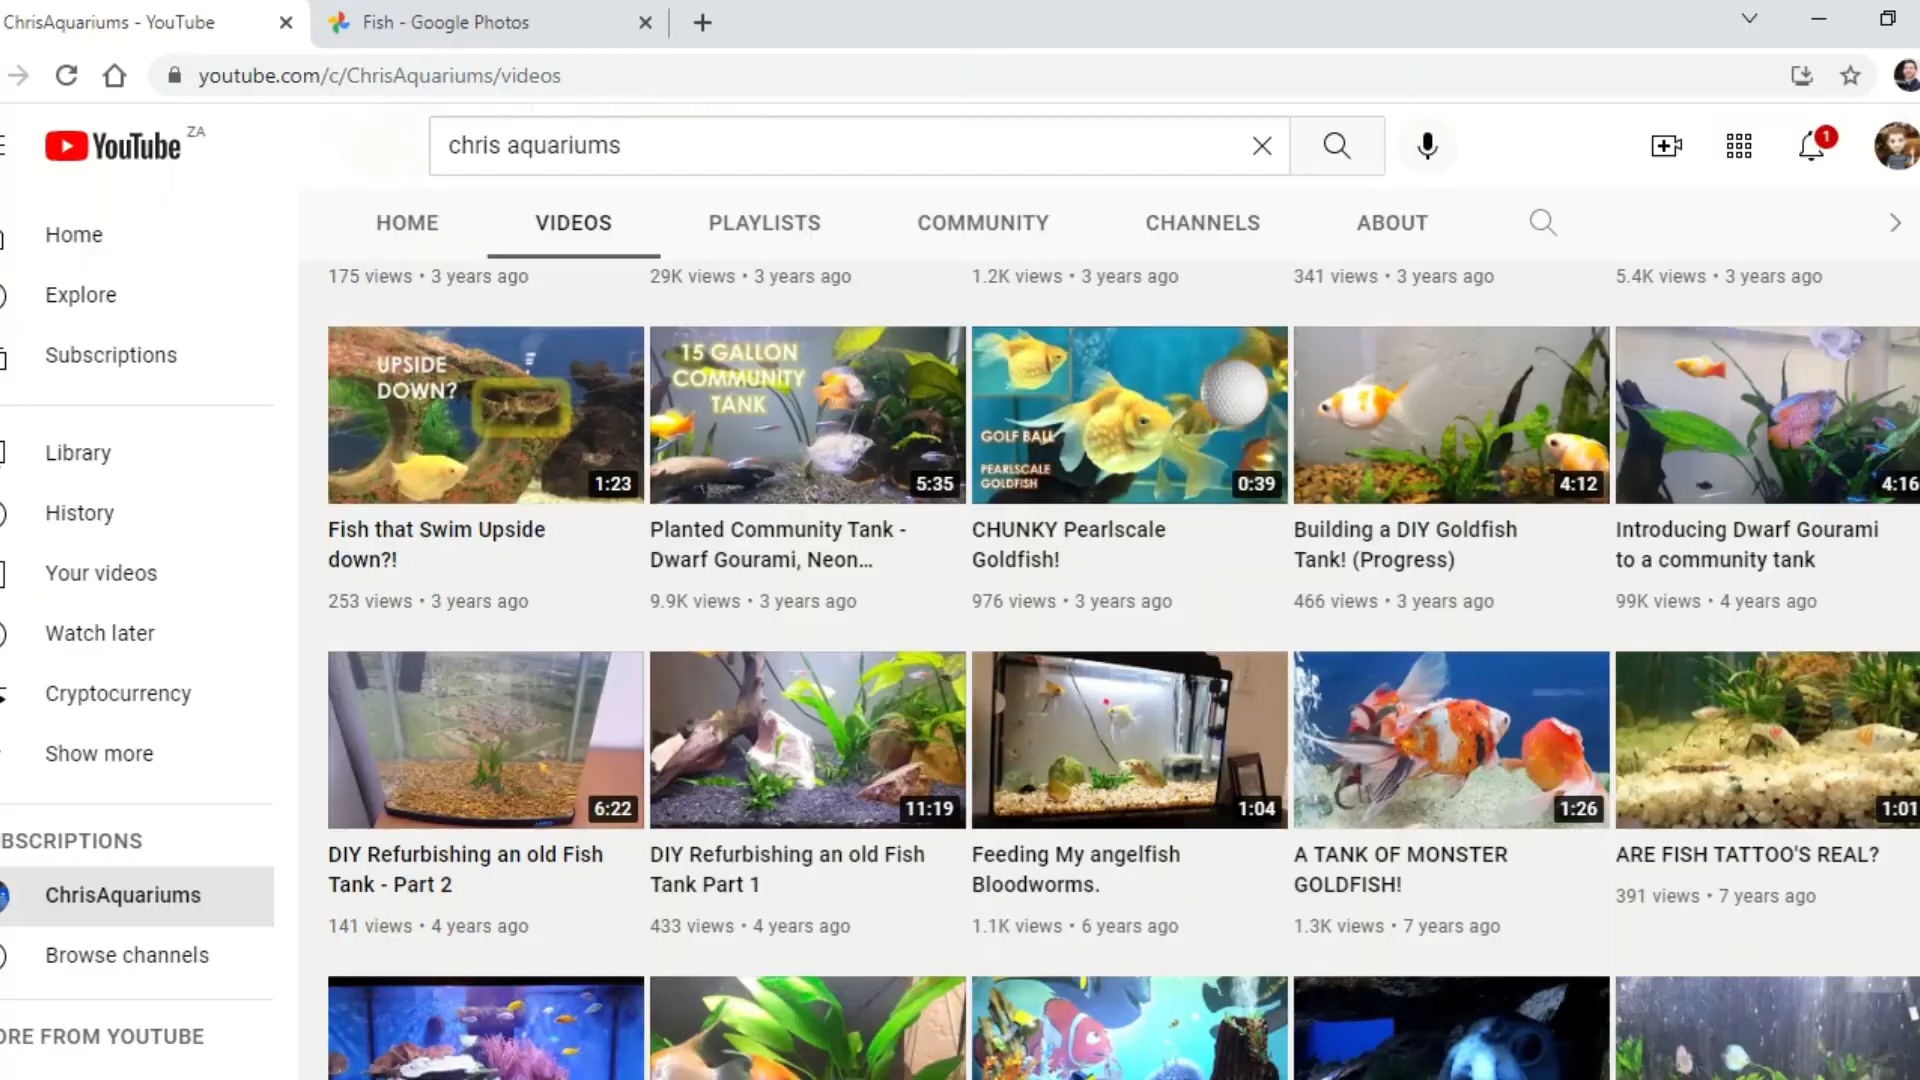 ChrisAquariums - YouTube
Fish - Google Photos
youtube.com/c/ChrisAquariums/videos
YouTube ZA
chris aquariums
1
HOME VIDEOS PLAYLISTS COMMUNITY CHANNELS ABOUT
Home
Explore
Subscriptions
Library
History
Your videos
Watch later
Cryptocurrency
Show more
BSCRIPTIONS
ChrisAquariums
Browse channels
ORE FROM YOUTUBE
175 views • 3 years ago
29K views • 3 years ago
1.2K views • 3 years ago
341 views • 3 years ago
5.4K views • 3 years ago
UPSIDE
DOWN?
1:23
Fish that Swim Upside
down?!
253 views • 3 years ago
15 GALLON
COMMUNITY
TANK
5:35
Planted Community Tank -
Dwarf Gourami, Neon...
9.9K views • 3 years ago
GOLF BALL
PEARLSCALE
GOLDFISH
0:39
CHUNKY Pearlscale
Goldfish!
976 views • 3 years ago
4:12
Building a DIY Goldfish
Tank! (Progress)
466 views • 3 years ago
4:16
Introducing Dwarf Gourami
to a community tank
99K views • 4 years ago
6:22
DIY Refurbishing an old Fish
Tank - Part 2
141 views • 4 years ago
11:19
DIY Refurbishing an old Fish
Tank Part 1
433 views • 4 years ago
1:04
Feeding My angelfish
Bloodworms.
1.1K views • 6 years ago
1:26
A TANK OF MONSTER
GOLDFISH!
1.3K views • 7 years ago
1:01
ARE FISH TATTOO'S REAL?
391 views • 7 years ago